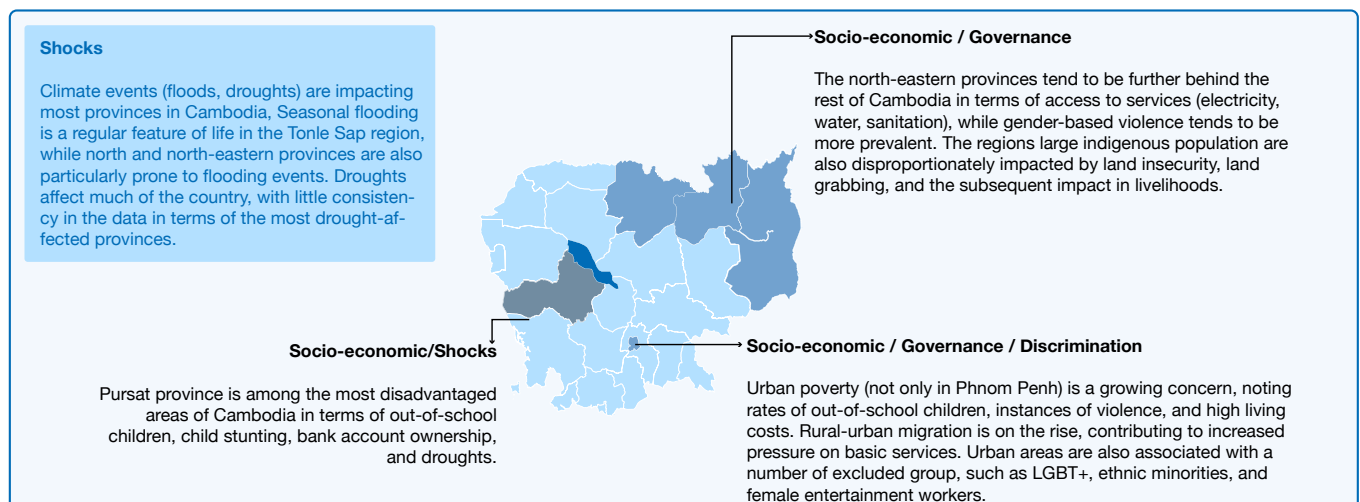 Shocks
Climate events (floods, droughts) are impacting
most provinces in Cambodia, Seasonal flooding
is a regular feature of life in the Tonle Sap region,
while north and north-eastern provinces are also
particularly prone to flooding events. Droughts
affect much of the country, with little consisten-
cy in the data in terms of the most drought-af-
fected provinces.
Socio-economic / Governance
The north-eastern provinces tend to be further behind the
rest of Cambodia in terms of access to services (electricity,
water, sanitation), while gender-based violence tends to be
more prevalent. The regions large indigenous population are
also disproportionately impacted by land insecurity, land
grabbing, and the subsequent impact in livelihoods.
Socio-economic/Shocks
Pursat province is among the most disadvantaged
areas of Cambodia in terms of out-of-school
children, child stunting, bank account ownership,
and droughts.
Socio-economic / Governance / Discrimination
Urban poverty (not only in Phnom Penh) is a growing concern, noting
rates of out-of-school children, instances of violence, and high living
costs. Rural-urban migration is on the rise, contributing to increased
pressure on basic services. Urban areas are also associated with a
number of excluded group, such as LGBT+, ethnic minorities, and
female entertainment workers.